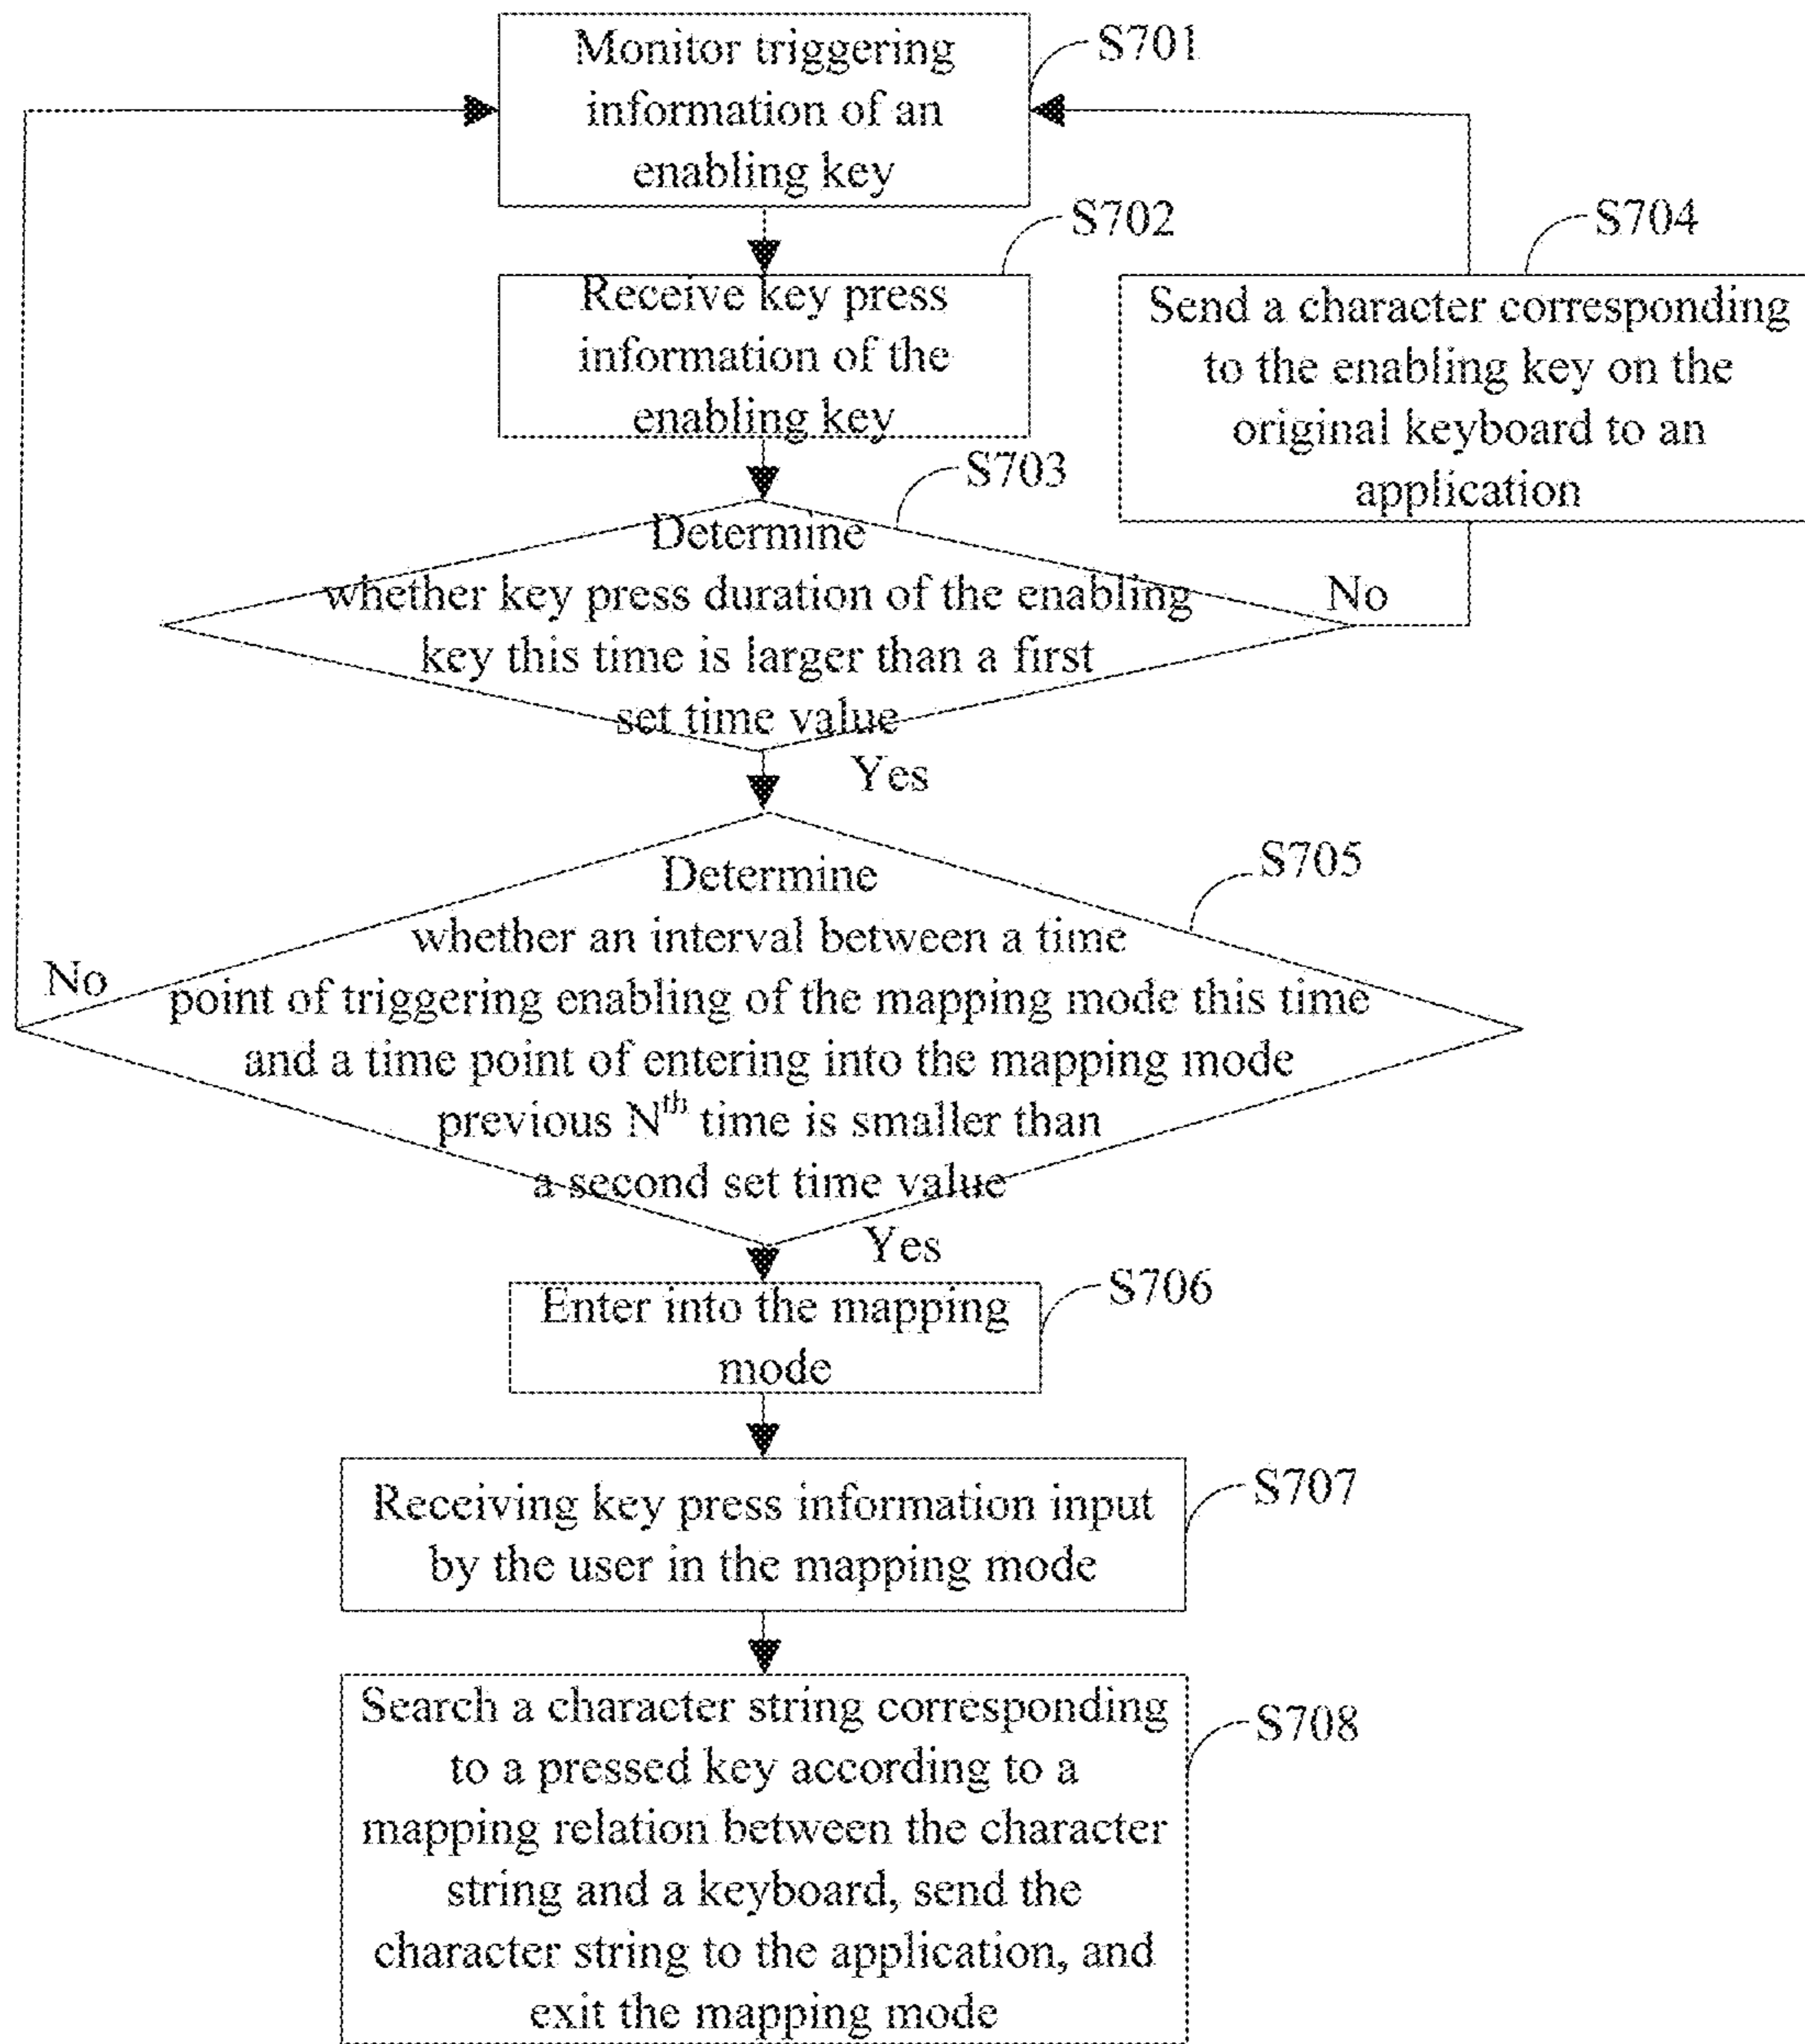 Monitor triggering
information of an
enabling key
S701
Receive key press
information of the
enabling key
S702
Send a character corresponding
to the enabling key on the
original keyboard to an
application
S704
Determine
whether key press duration of the enabling
key this time is larger than a first
set time value
S703
No
Yes
Determine
whether an interval between a time
point of triggering enabling of the mapping mode this time
and a time point of entering into the mapping mode
previous Nth time is smaller than
a second set time value
S705
No
Yes
Enter into the mapping
mode
S706
Receiving key press information input
by the user in the mapping mode
S707
Search a character string corresponding
to a pressed key according to a
mapping relation between the character
string and a keyboard, send the
character string to the application, and
exit the mapping mode
S708